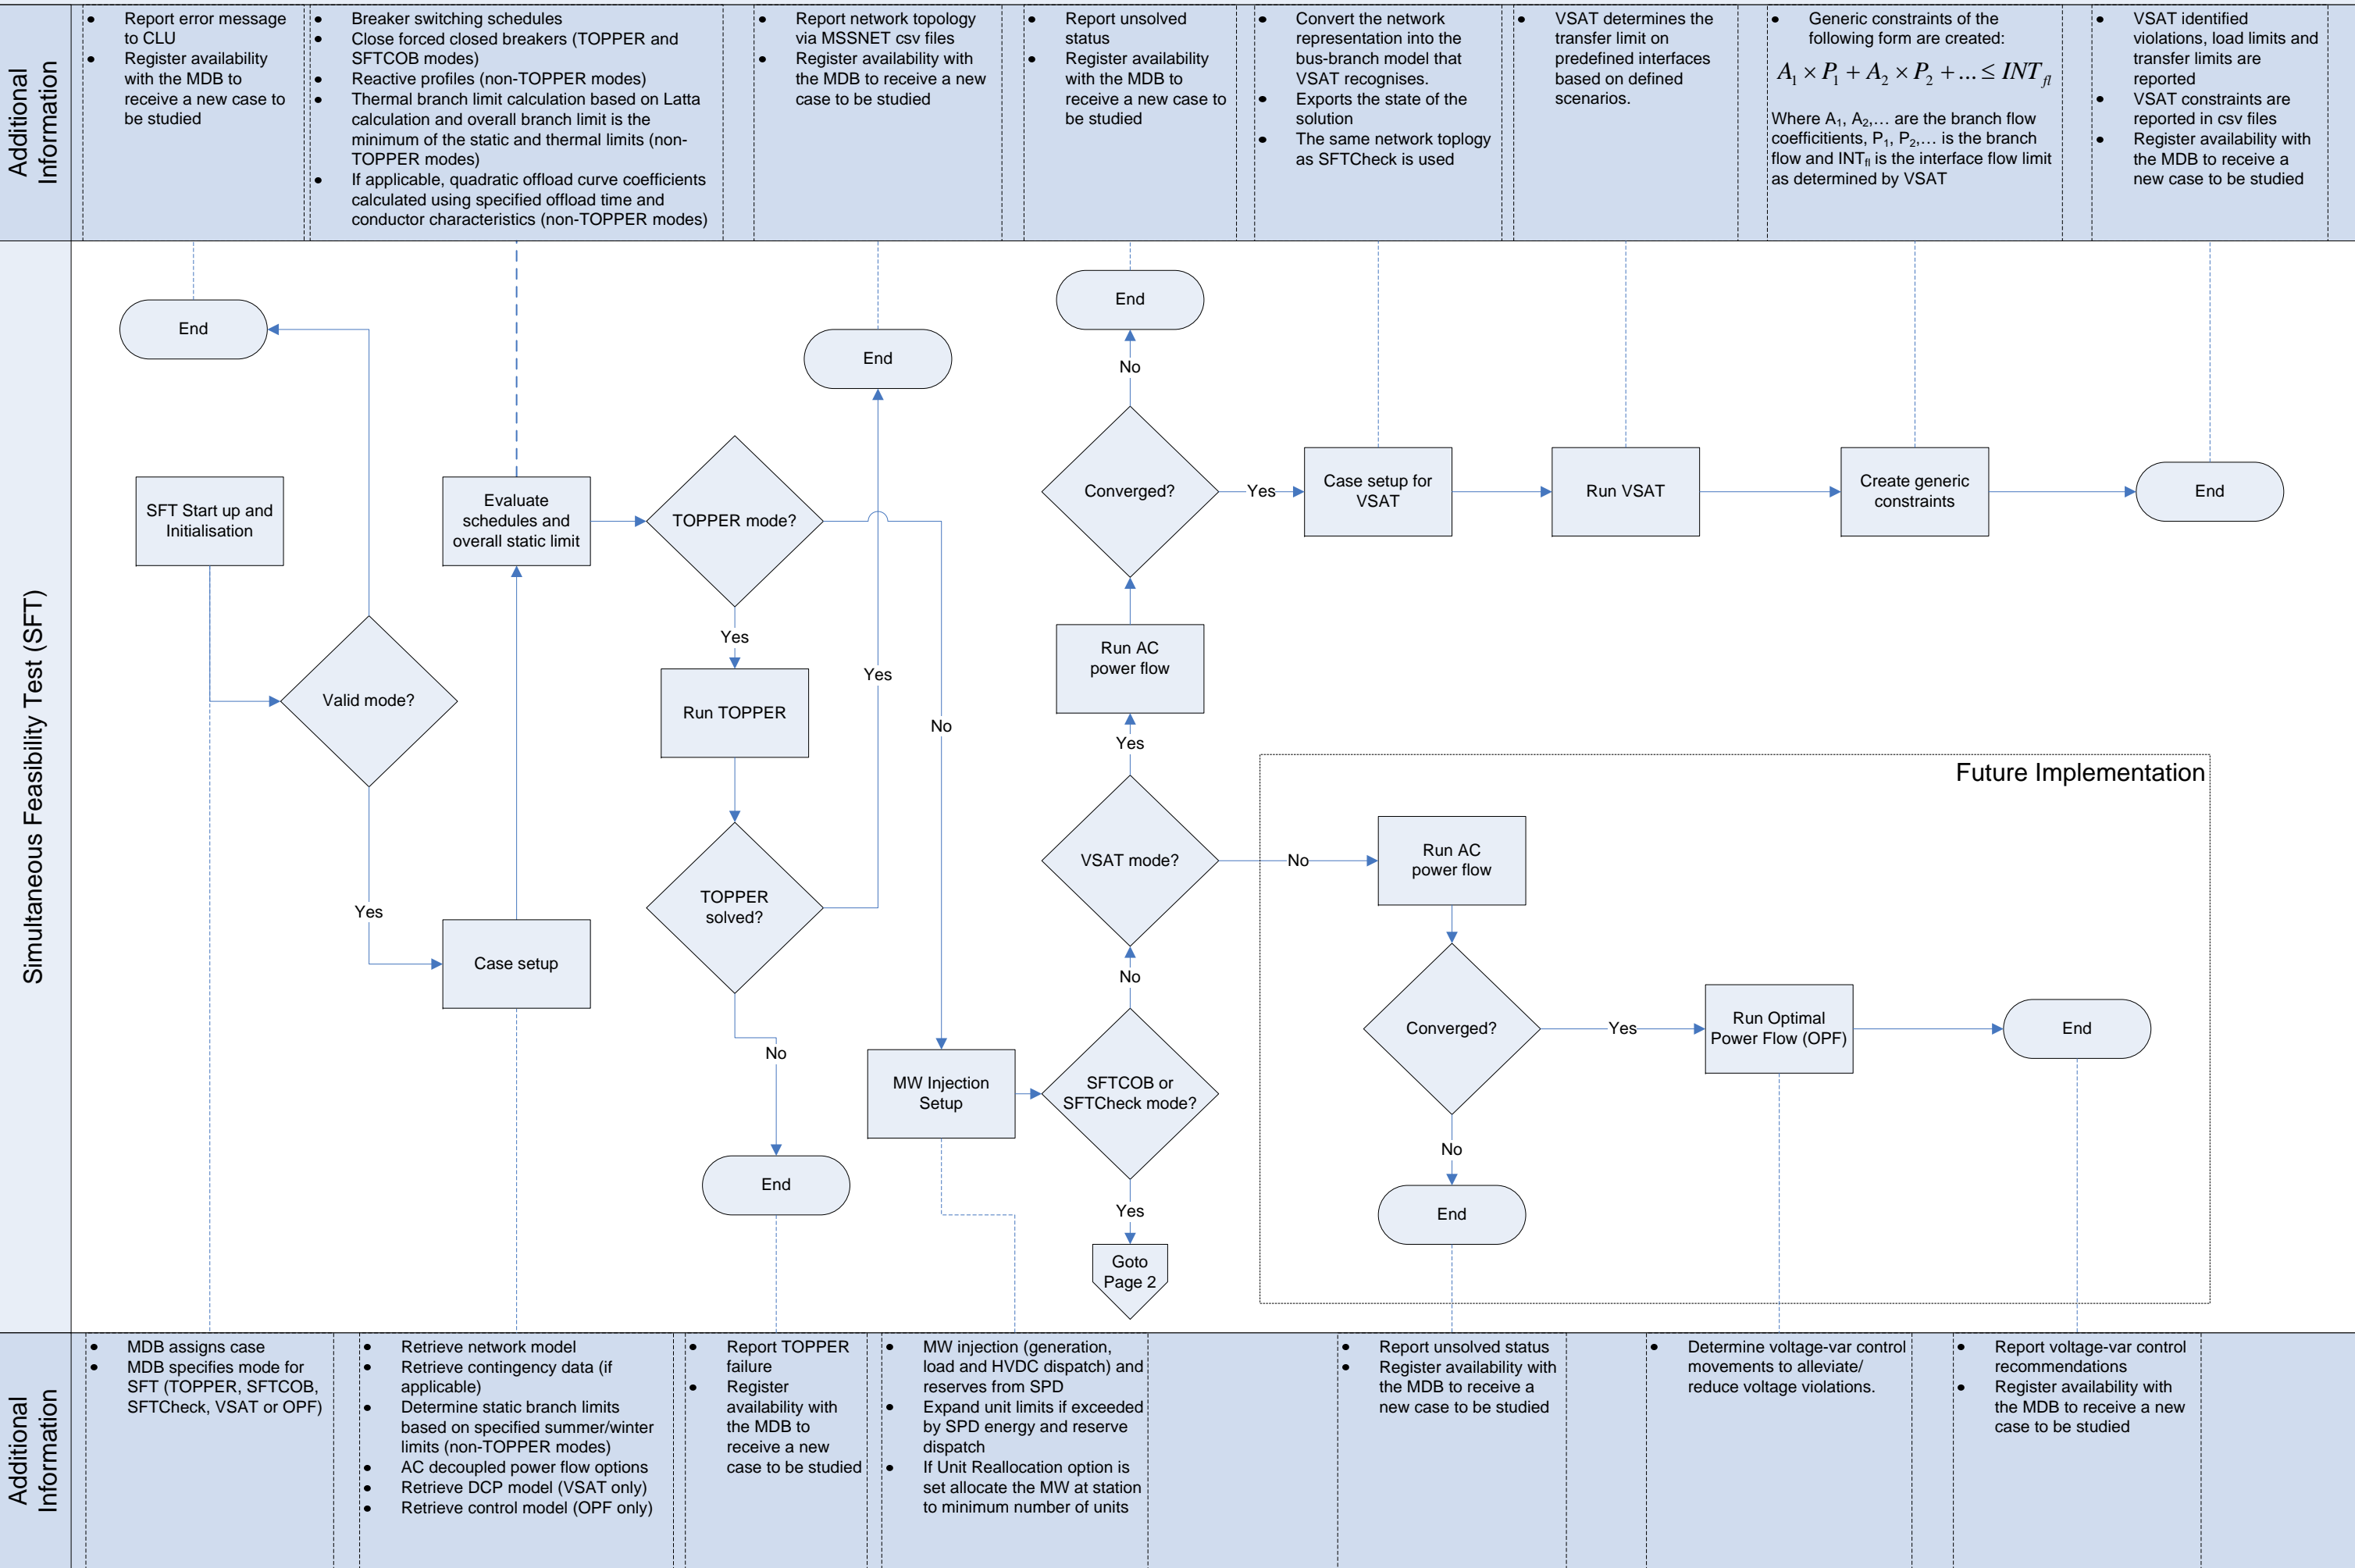 Additional
Information
• Report error message
to CLU
• Register availability
with the MDB to
receive a new case to
be studied
• Breaker switching schedules
• Close forced closed breakers (TOPPER and
SFTCOB modes)
• Reactive profiles (non-TOPPER modes)
• Thermal branch limit calculation based on Latta
calculation and overall branch limit is the
minimum of the static and thermal limits (non-
TOPPER modes)
• If applicable, quadratic offload curve coefficients
calculated using specified offload time and
conductor characteristics (non-TOPPER modes)
• Report network topology
via MSSNET csv files
• Register availability with
the MDB to receive a new
case to be studied
• Report unsolved
status
• Register availability
with the MDB to
receive a new case to
be studied
• Convert the network
representation into the
bus-branch model that
VSAT recognises.
• Exports the state of the
solution
• The same network toplogy
as SFTCheck is used
• VSAT determines the
transfer limit on
predefined interfaces
based on defined
scenarios.
• Generic constraints of the
following form are created:
A₁ × P₁ + A₂ × P₂ + ... ≤ INT_fl
Where A₁, A₂,… are the branch flow
coefficitients, P₁, P₂,… is the branch
flow and INT_fl is the interface flow limit
as determined by VSAT
• VSAT identified
violations, load limits and
transfer limits are
reported
• VSAT constraints are
reported in csv files
• Register availability with
the MDB to receive a
new case to be studied
Simultaneous Feasibility Test (SFT)
End
SFT Start up and
Initialisation
Valid mode?
Yes
Case setup
Evaluate
schedules and
overall static limit
TOPPER mode?
Yes
Run TOPPER
TOPPER
solved?
Yes
End
No
End
No
MW Injection
Setup
SFTCOB or
SFTCheck mode?
Yes
Goto
Page 2
No
VSAT mode?
Yes
Run AC
power flow
Converged?
No
End
Yes
Case setup for
VSAT
Run VSAT
Create generic
constraints
End
No
Future Implementation
Run AC
power flow
Converged?
Yes
Run Optimal
Power Flow (OPF)
End
No
End
Additional
Information
• MDB assigns case
• MDB specifies mode for
SFT (TOPPER, SFTCOB,
SFTCheck, VSAT or OPF)
• Retrieve network model
• Retrieve contingency data (if
applicable)
• Determine static branch limits
based on specified summer/winter
limits (non-TOPPER modes)
• AC decoupled power flow options
• Retrieve DCP model (VSAT only)
• Retrieve control model (OPF only)
• Report TOPPER
failure
• Register
availability with
the MDB to
receive a new
case to be studied
• MW injection (generation,
load and HVDC dispatch) and
reserves from SPD
• Expand unit limits if exceeded
by SPD energy and reserve
dispatch
• If Unit Reallocation option is
set allocate the MW at station
to minimum number of units
• Report unsolved status
• Register availability with
the MDB to receive a
new case to be studied
• Determine voltage-var control
movements to alleviate/
reduce voltage violations.
• Report voltage-var control
recommendations
• Register availability with
the MDB to receive a new
case to be studied